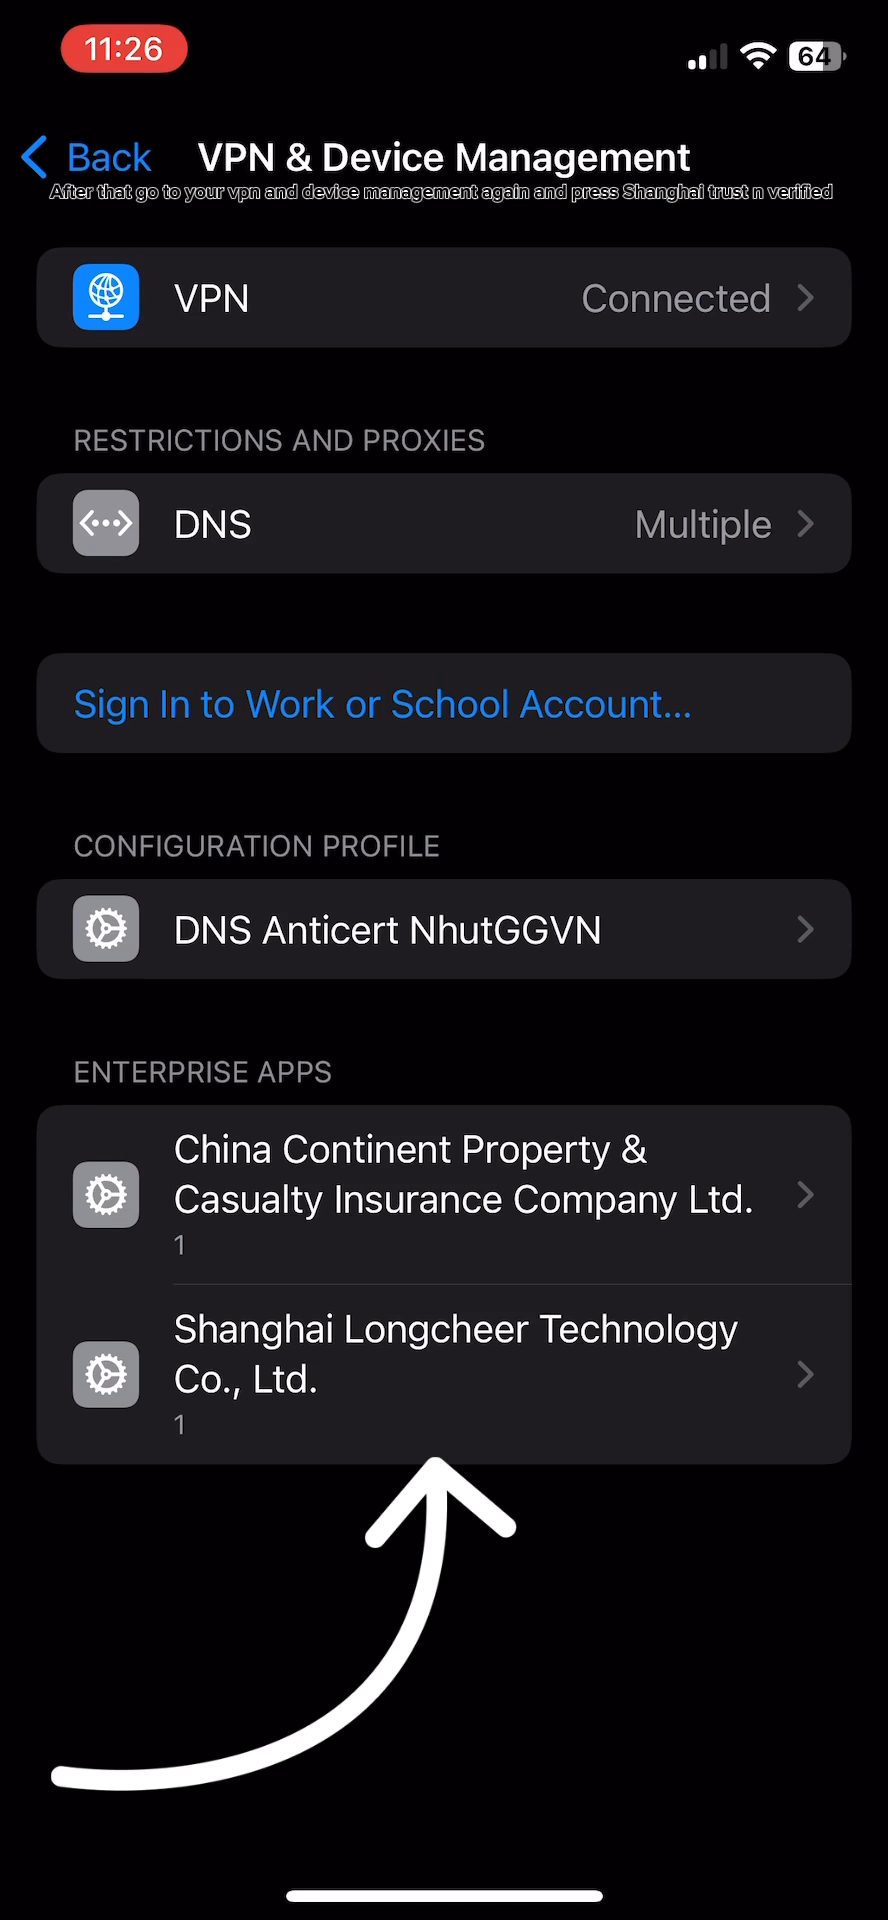 11:26
64
Back
VPN & Device Management
After that go to your vpn and device management again and press Shanghai trust n verified
VPN
Connected
RESTRICTIONS AND PROXIES
DNS
Multiple
Sign In to Work or School Account...
CONFIGURATION PROFILE
DNS Anticert NhutGGVN
ENTERPRISE APPS
China Continent Property &
Casualty Insurance Company Ltd.
1
Shanghai Longcheer Technology
Co., Ltd.
1